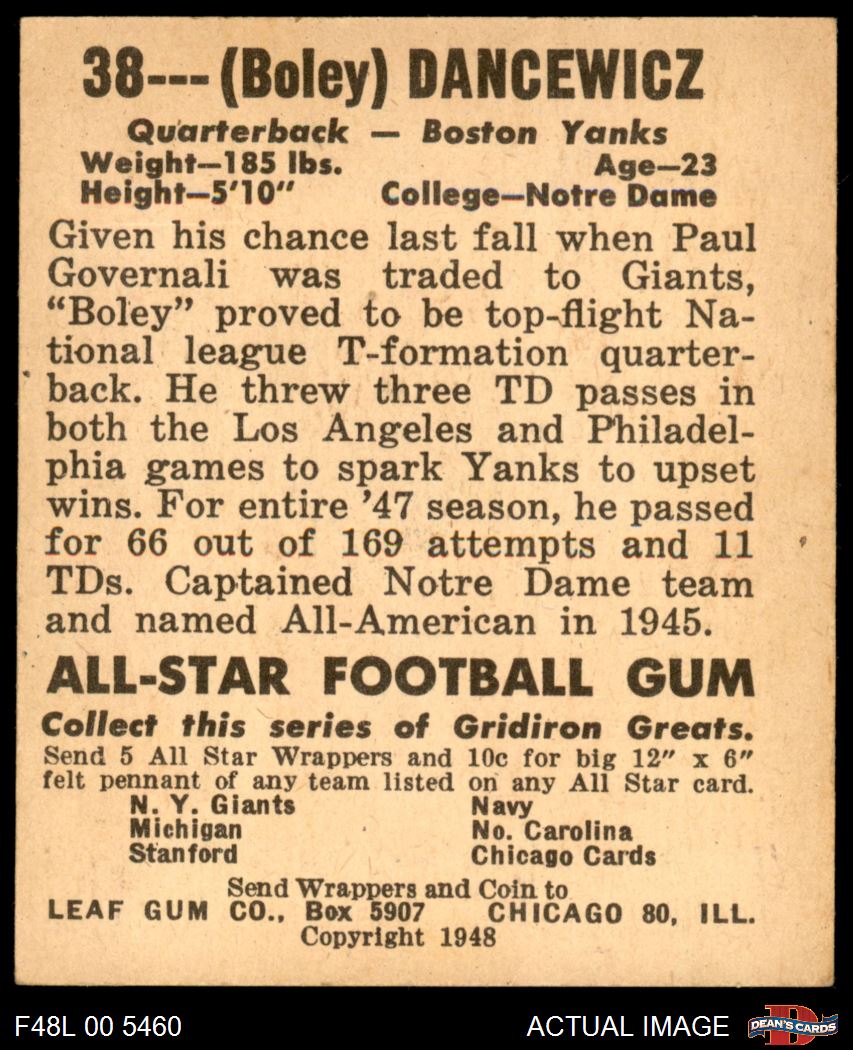 38---(Boley) DANCEWICZ
Quarterback — Boston Yanks
Weight—185 lbs. Age—23
Height—5'10" College—Notre Dame
Given his chance last fall when Paul
Governali was traded to Giants,
"Boley" proved to be top-flight Na-
tional league T-formation quarter-
back. He threw three TD passes in
both the Los Angeles and Philadel-
phia games to spark Yanks to upset
wins. For entire '47 season, he passed
for 66 out of 169 attempts and 11
TDs. Captained Notre Dame team
and named All-American in 1945.
ALL-STAR FOOTBALL GUM
Collect this series of Gridiron Greats.
Send 5 All Star Wrappers and 10c for big 12" x 6"
felt pennant of any team listed on any All Star card.
N. Y. Giants Navy
Michigan No. Carolina
Stanford Chicago Cards
Send Wrappers and Coin to
LEAF GUM CO., Box 5907 CHICAGO 80, ILL.
Copyright 1948
F48L 00 5460 ACTUAL IMAGE D DEAN'S CARDS